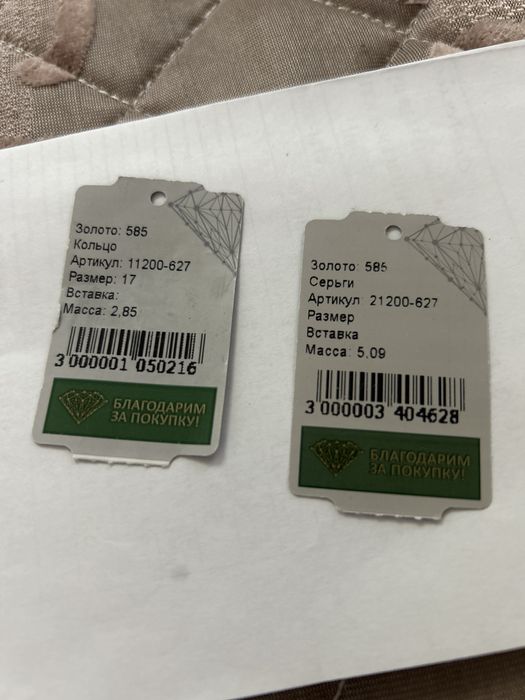 Золото: 585
Кольцо
Артикул: 11200-627
Размер: 17
Вставка:
Масса: 2,85
3 000001 050216
БЛАГОДАРИМ
ЗА ПОКУПКУ!
Золото: 585
Серьги
Артикул: 21200-627
Размер
Вставка
Масса: 5,09
3 000003 404628
БЛАГОДАРИМ
ЗА ПОКУПКУ!